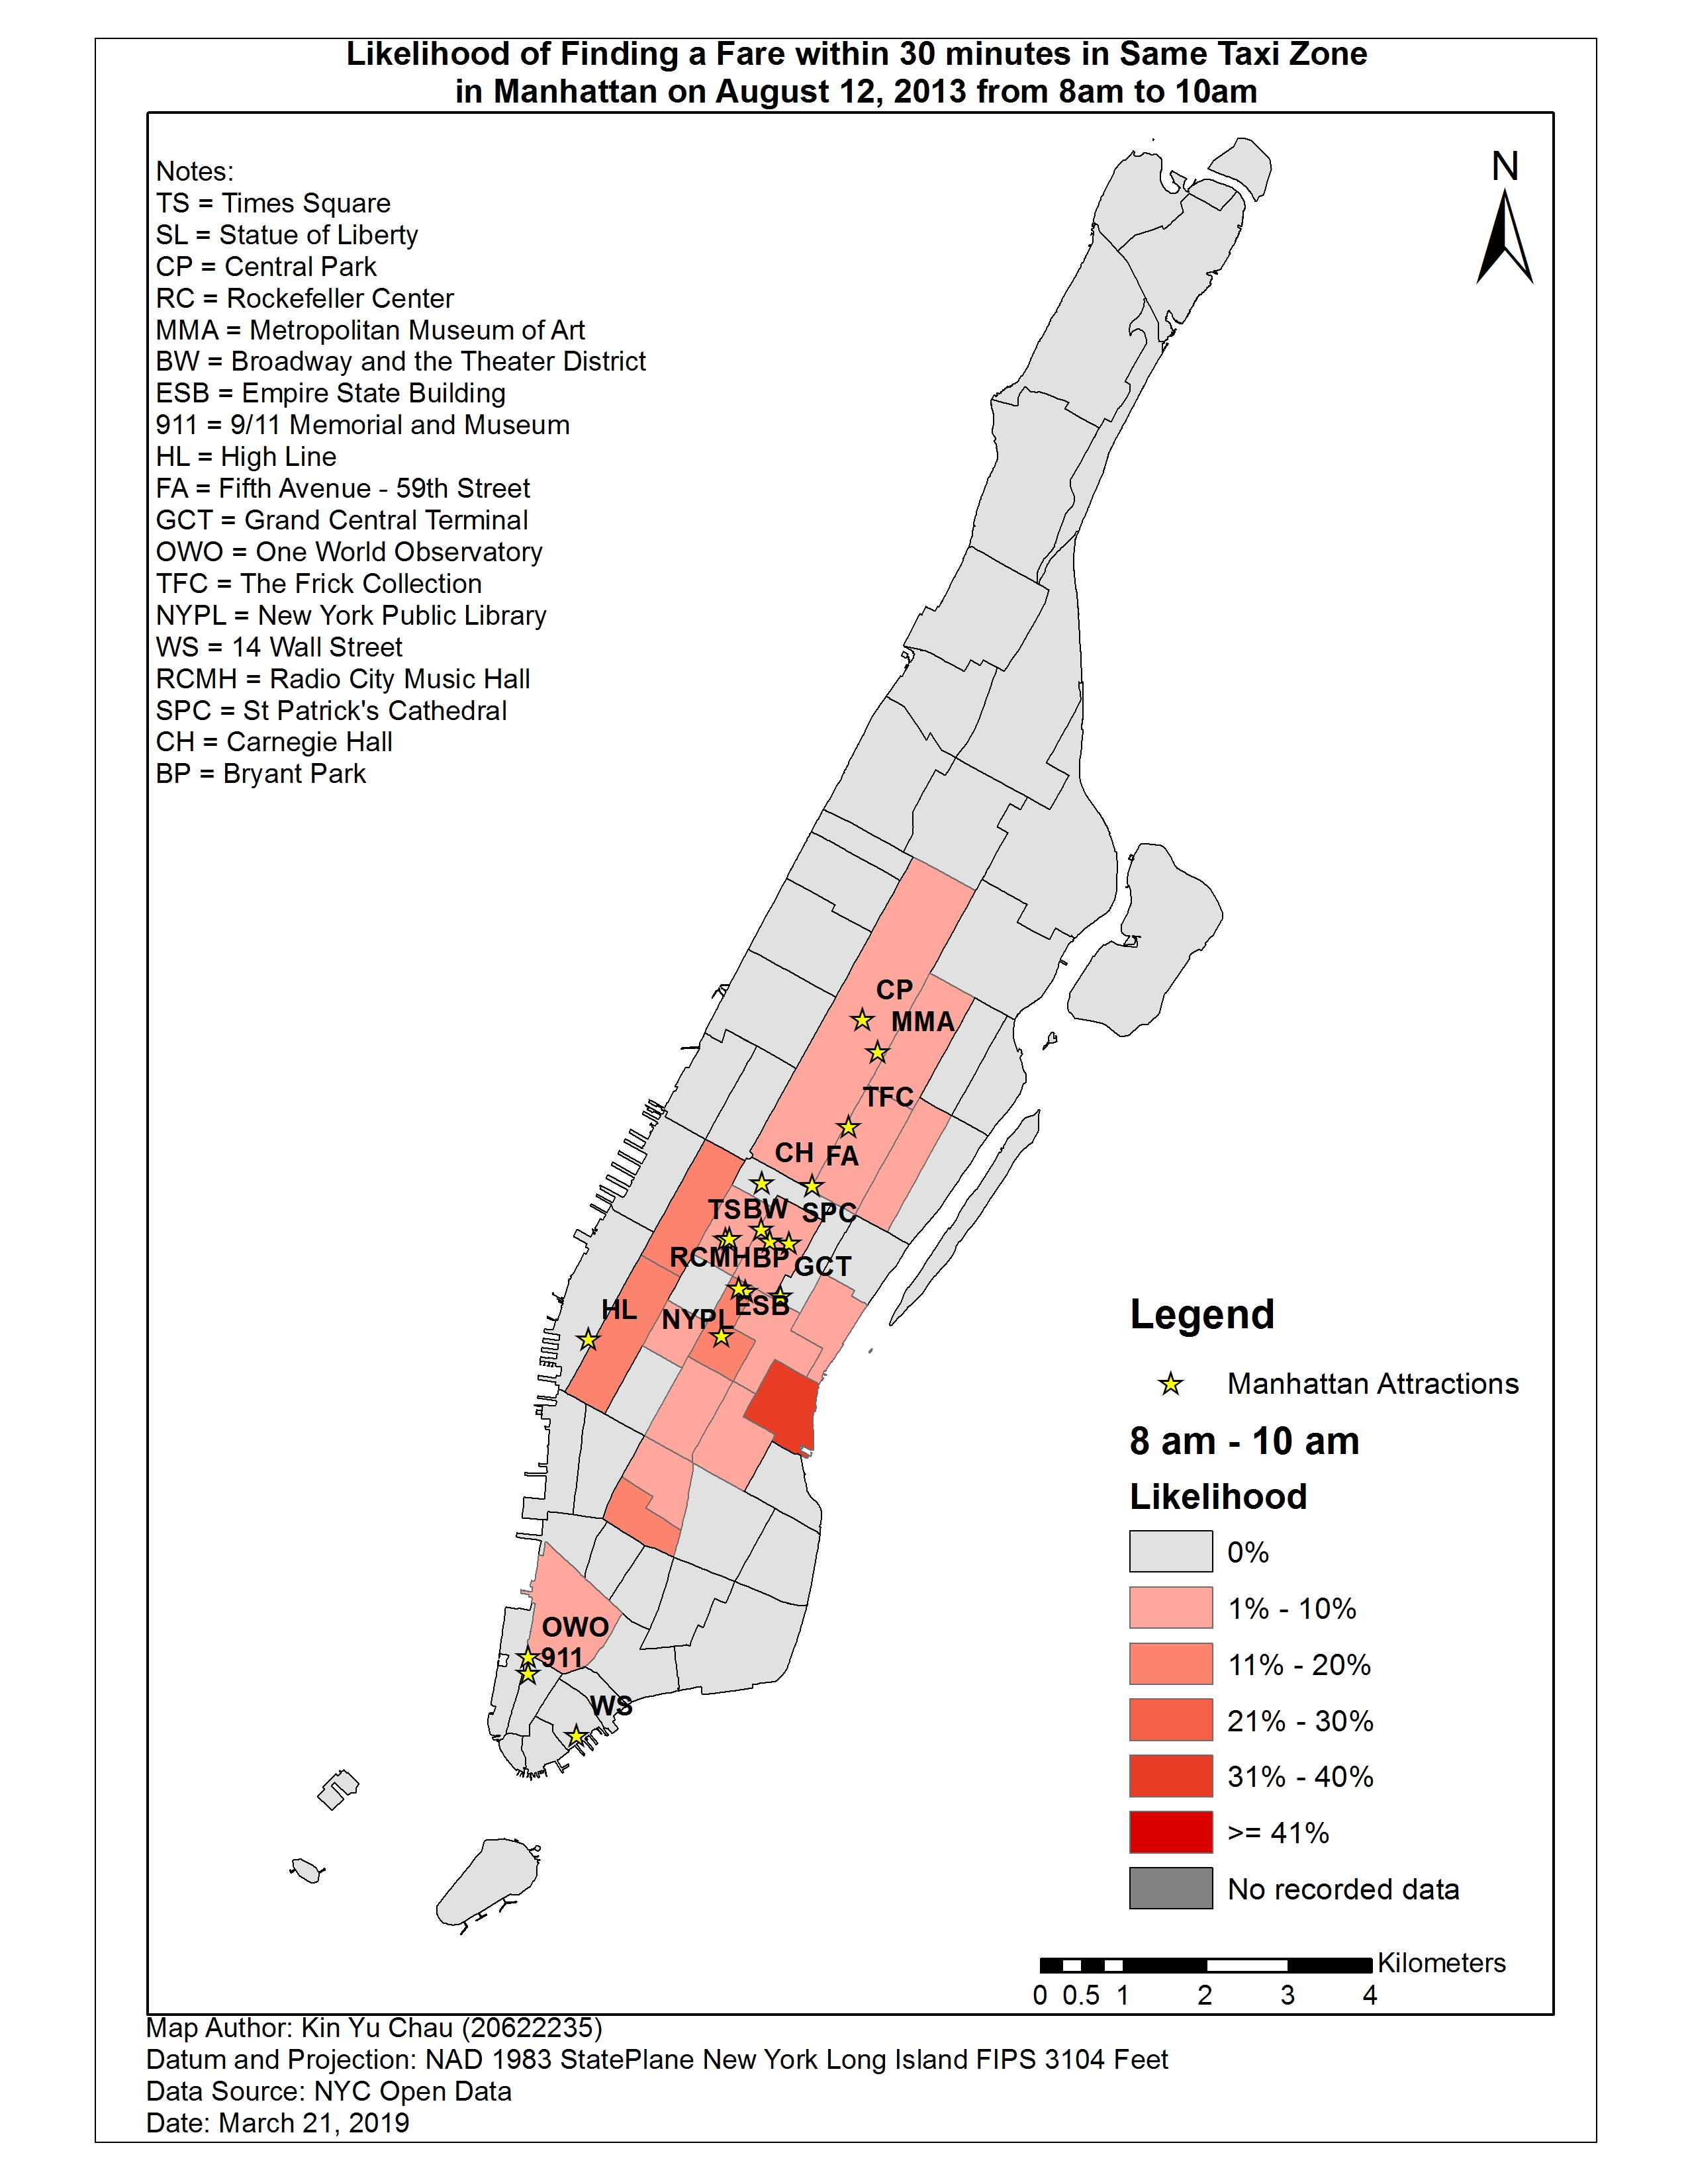 Likelihood of Finding a Fare within 30 minutes in Same Taxi Zone
in Manhattan on August 12, 2013 from 8am to 10am
Notes:
TS = Times Square
SL = Statue of Liberty
CP = Central Park
RC = Rockefeller Center
MMA = Metropolitan Museum of Art
BW = Broadway and the Theater District
ESB = Empire State Building
911 = 9/11 Memorial and Museum
HL = High Line
FA = Fifth Avenue - 59th Street
GCT = Grand Central Terminal
OWO = One World Observatory
TFC = The Frick Collection
NYPL = New York Public Library
WS = 14 Wall Street
RCMH = Radio City Music Hall
SPC = St Patrick's Cathedral
CH = Carnegie Hall
BP = Bryant Park
N
CP
MMA
TFC
CH FA
TSBW SPC
RCMHBP GCT
HL NYPL ESB
OWO
911
WS
Legend
Manhattan Attractions
8 am - 10 am
Likelihood
0%
1% - 10%
11% - 20%
21% - 30%
31% - 40%
>= 41%
No recorded data
Kilometers
0 0.5 1 2 3 4
Map Author: Kin Yu Chau (20622235)
Datum and Projection: NAD 1983 StatePlane New York Long Island FIPS 3104 Feet
Data Source: NYC Open Data
Date: March 21, 2019